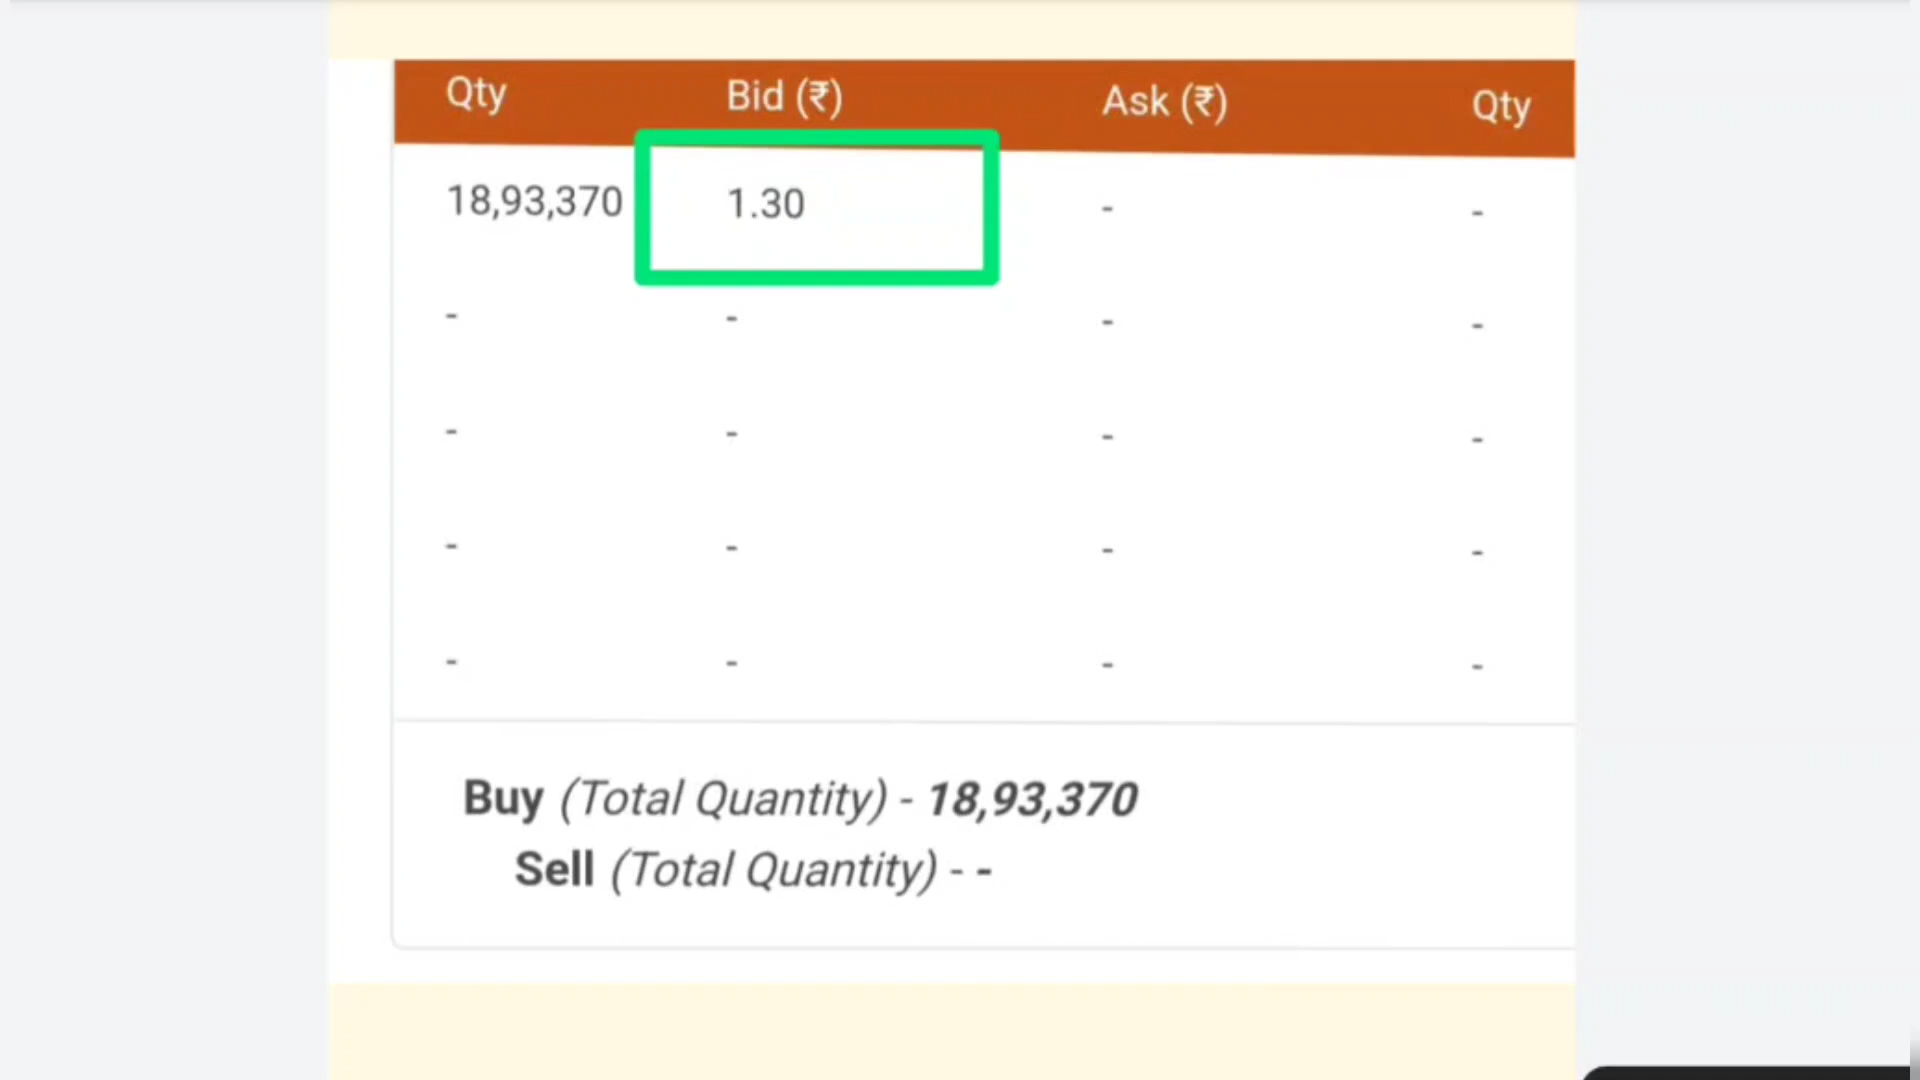 Qty Bid (₹) Ask (₹) Qty
18,93,370 1.30 - -
- - - -
- - - -
- - - -
- - - -
Buy (Total Quantity) - 18,93,370
Sell (Total Quantity) - -